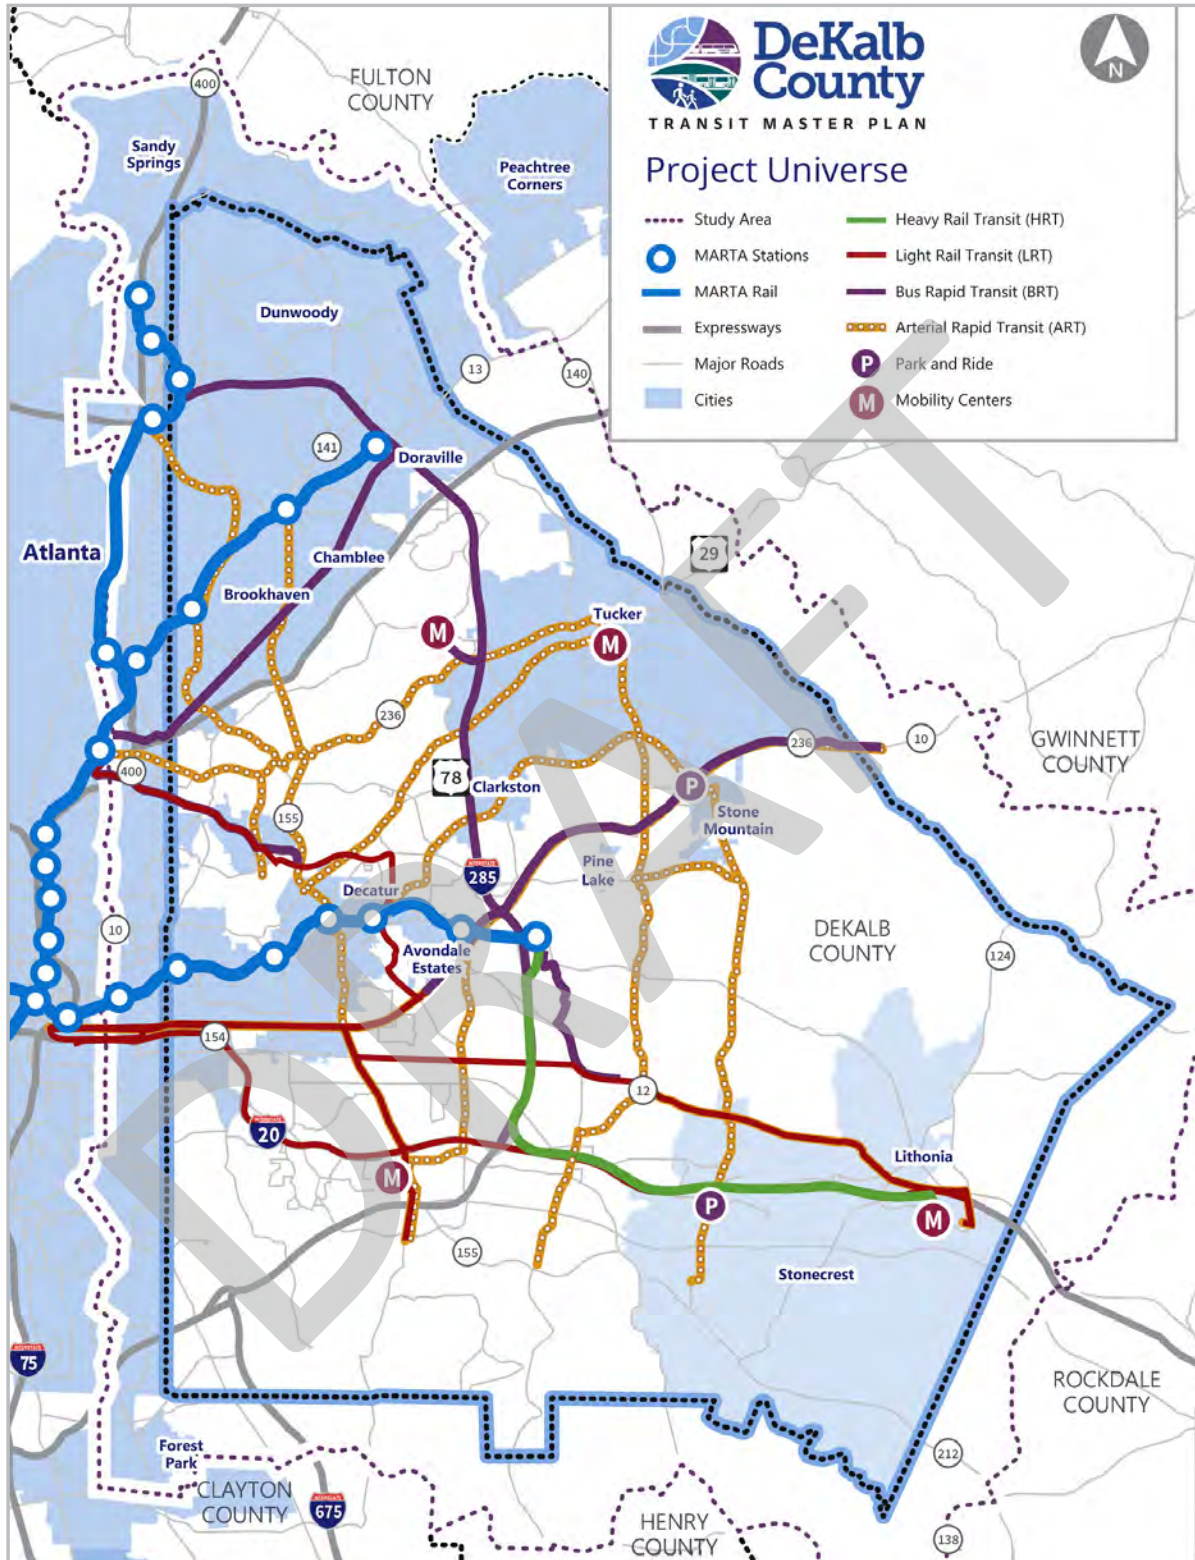 DeKalb
County
TRANSIT MASTER PLAN
N
Project Universe
Study Area
MARTA Stations
MARTA Rail
Expressways
Major Roads
Cities
Heavy Rail Transit (HRT)
Light Rail Transit (LRT)
Bus Rapid Transit (BRT)
Arterial Rapid Transit (ART)
P Park and Ride
M Mobility Centers
FULTON
COUNTY
400
Sandy
Springs
Peachtree
Corners
Dunwoody
13
140
141
Doraville
Atlanta
29
Chamble​e
Brookhaven
Tucker
M
M
236
236
10
GWINNETT
COUNTY
400
78
Clarkston
P
155
Stone
Mountain
Pine
Lake
285
Decatur
10
Avondale
Estates
DEKALB
COUNTY
124
154
12
20
Lithonia
M
P
M
155
Stonecrest
75
ROCKDALE
COUNTY
Forest
Park
212
CLAYTON
COUNTY
675
HENRY
COUNTY
138
DRAFT